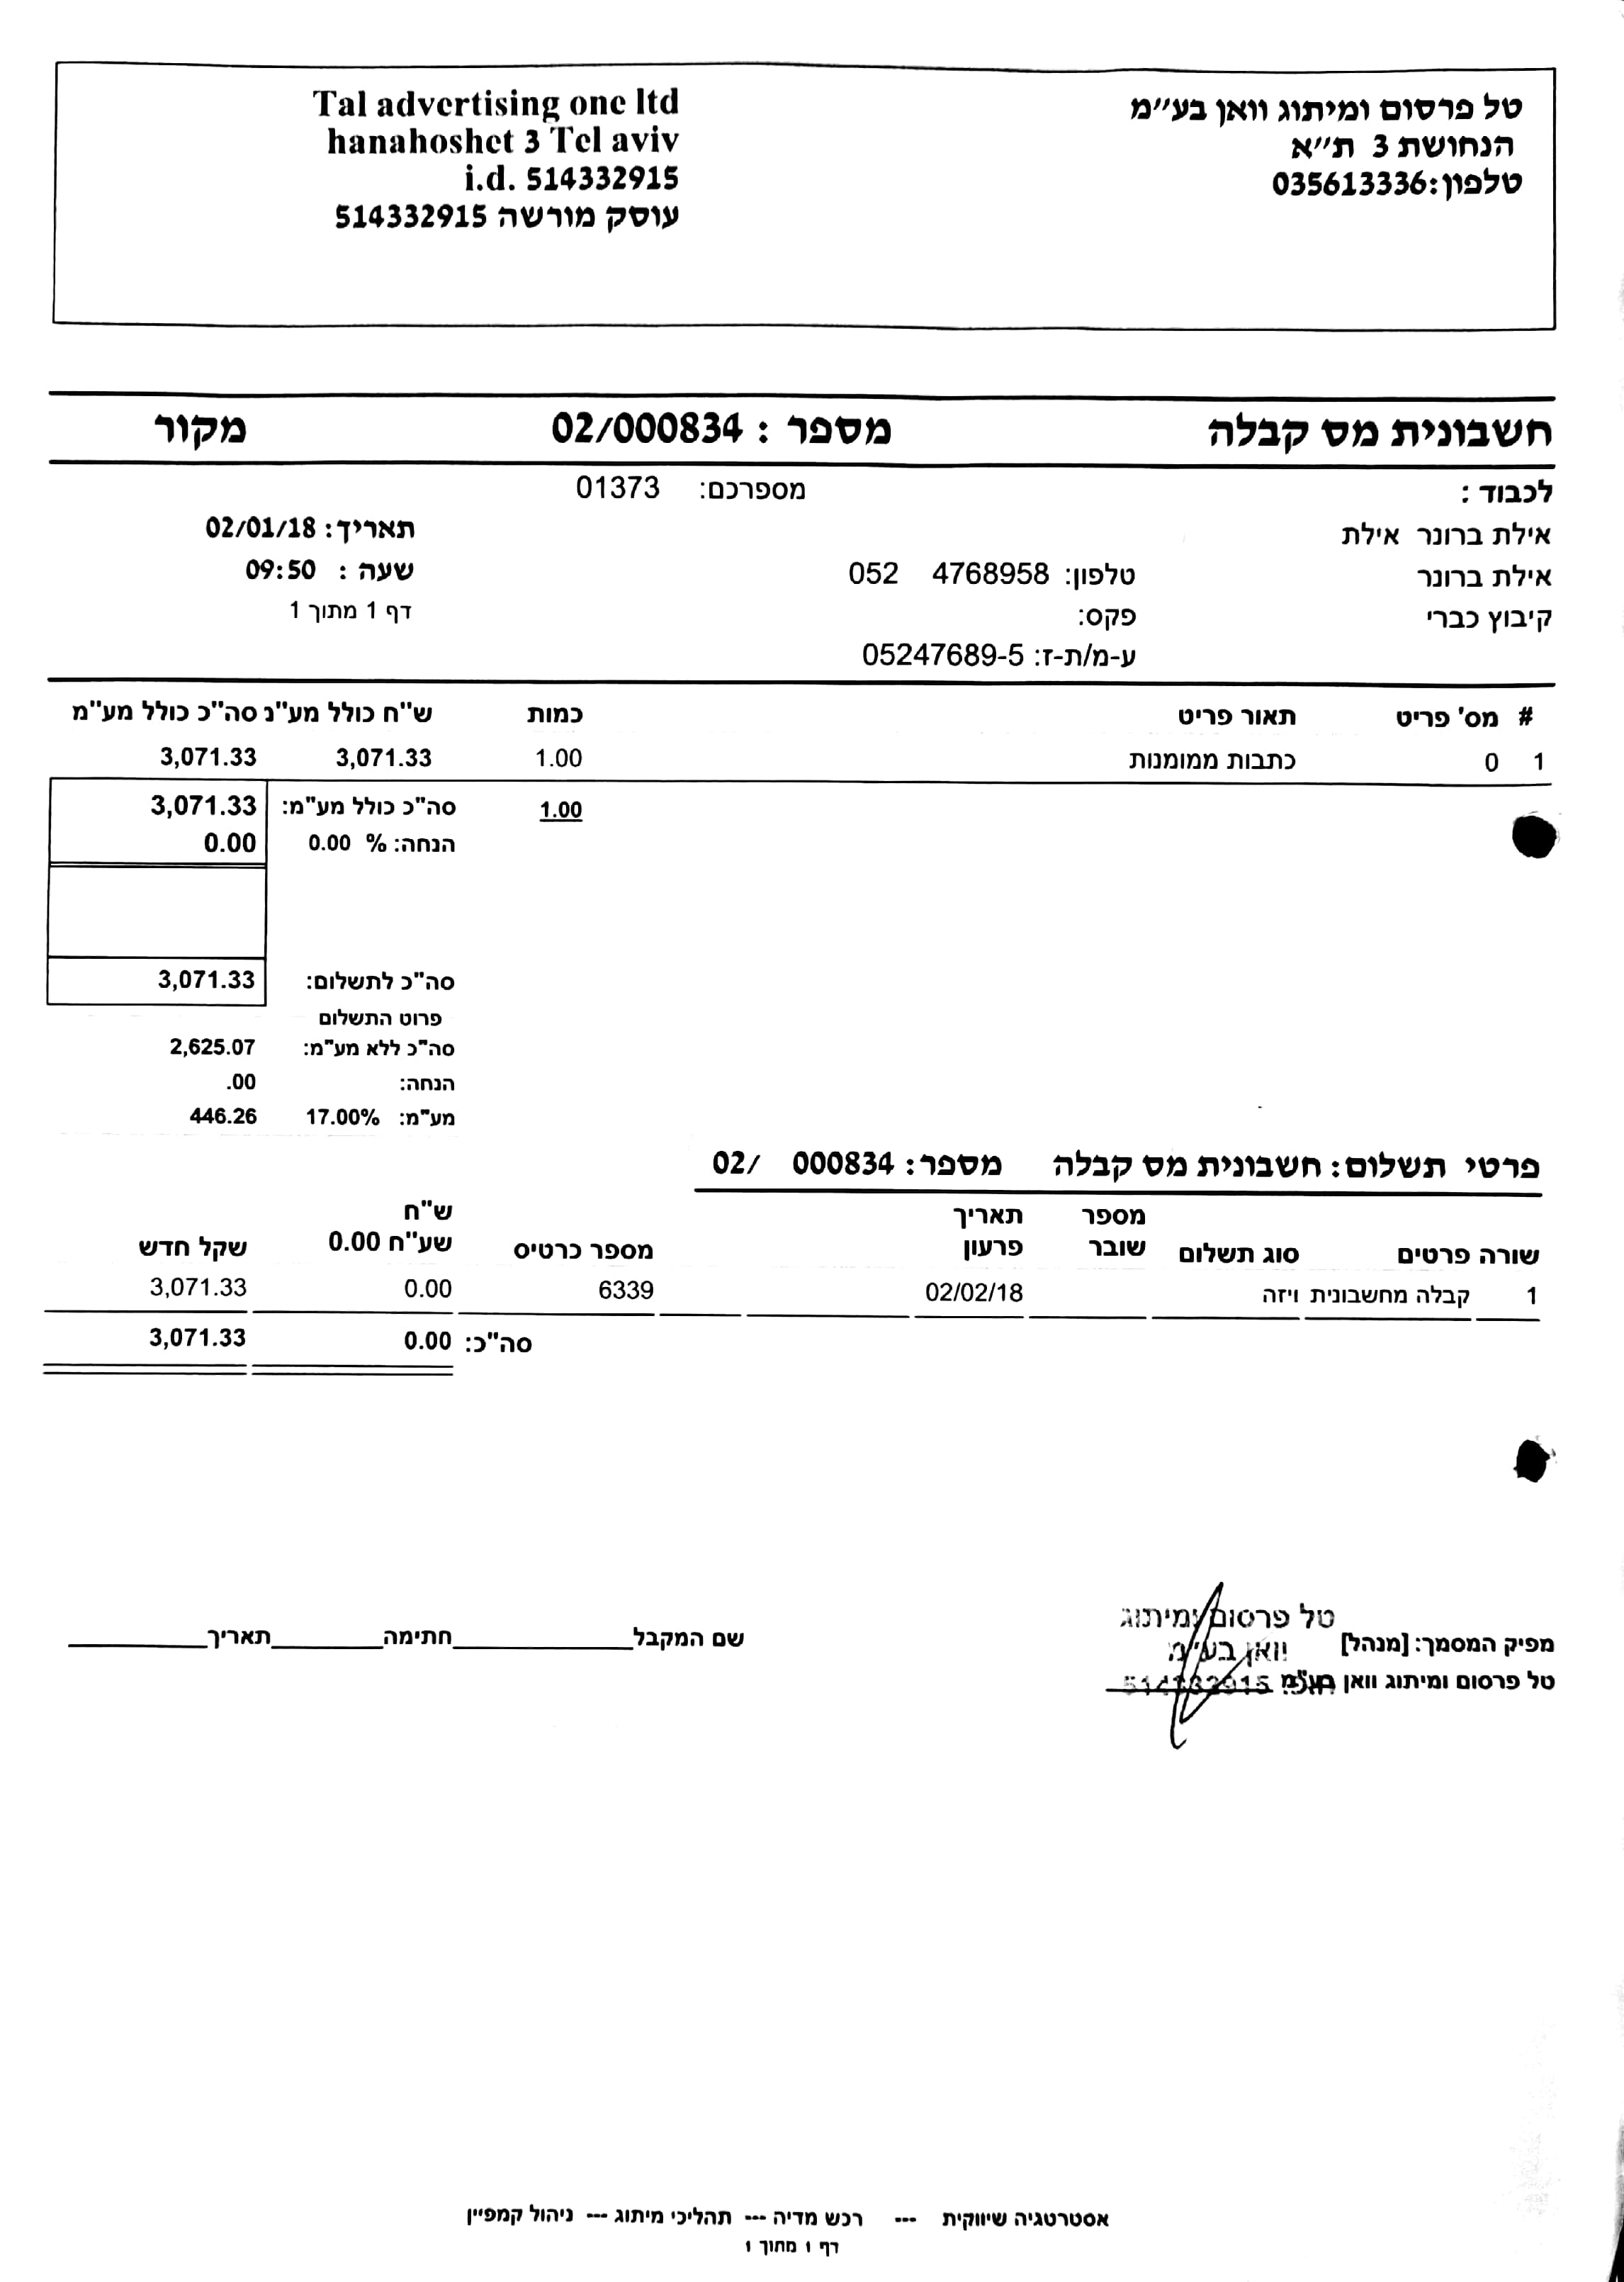 טל פרסום ומיתוג וואן בע״מ
הנחושת 3 ת״א
טלפון:035613336
Tal advertising one ltd
hanahoshet 3 Tel aviv
i.d. 514332915
עוסק מורשה 514332915
חשבונית מס קבלה מספר : 02/000834 מקור
לכבוד : מספרכם: 01373
אילת ברונר אילת תאריך: 02/01/18
אילת ברונר טלפון: 052 4768958 שעה : 09:50
קיבוץ כברי פקס: דף 1 מתוך 1
ע-מ/ת-ז: 05247689-5
# מס' פריט תאור פריט כמות ש"ח כולל מע"נ סה"כ כולל מע"מ
1 0 כתבות ממומנות 1.00 3,071.33 3,071.33
1.00 סה"כ כולל מע"מ: 3,071.33
הנחה: % 0.00 0.00
סה"כ לתשלום: 3,071.33
פרוט התשלום
סה"כ ללא מע"מ: 2,625.07
הנחה: .00
מע"מ: 17.00% 446.26
פרטי תשלום: חשבונית מס קבלה מספר: 000834 /02
שורה פרטים סוג תשלום מספר שובר תאריך פרעון מספר כרטיס ש"ח שע"ח 0.00 שקל חדש
1 קבלה מחשבונית ויזה 02/02/18 6339 0.00 3,071.33
סה"כ: 0.00 3,071.33
טל פרסום ומיתוג
וואן בע"מ
514332915
מפיק המסמך: [מנהל] שם המקבל חתימה תאריך
טל פרסום ומיתוג וואן בע"מ
אסטרטגיה שיווקית --- רכש מדיה --- תהליכי מיתוג --- ניהול קמפיין
דף 1 מתוך 1